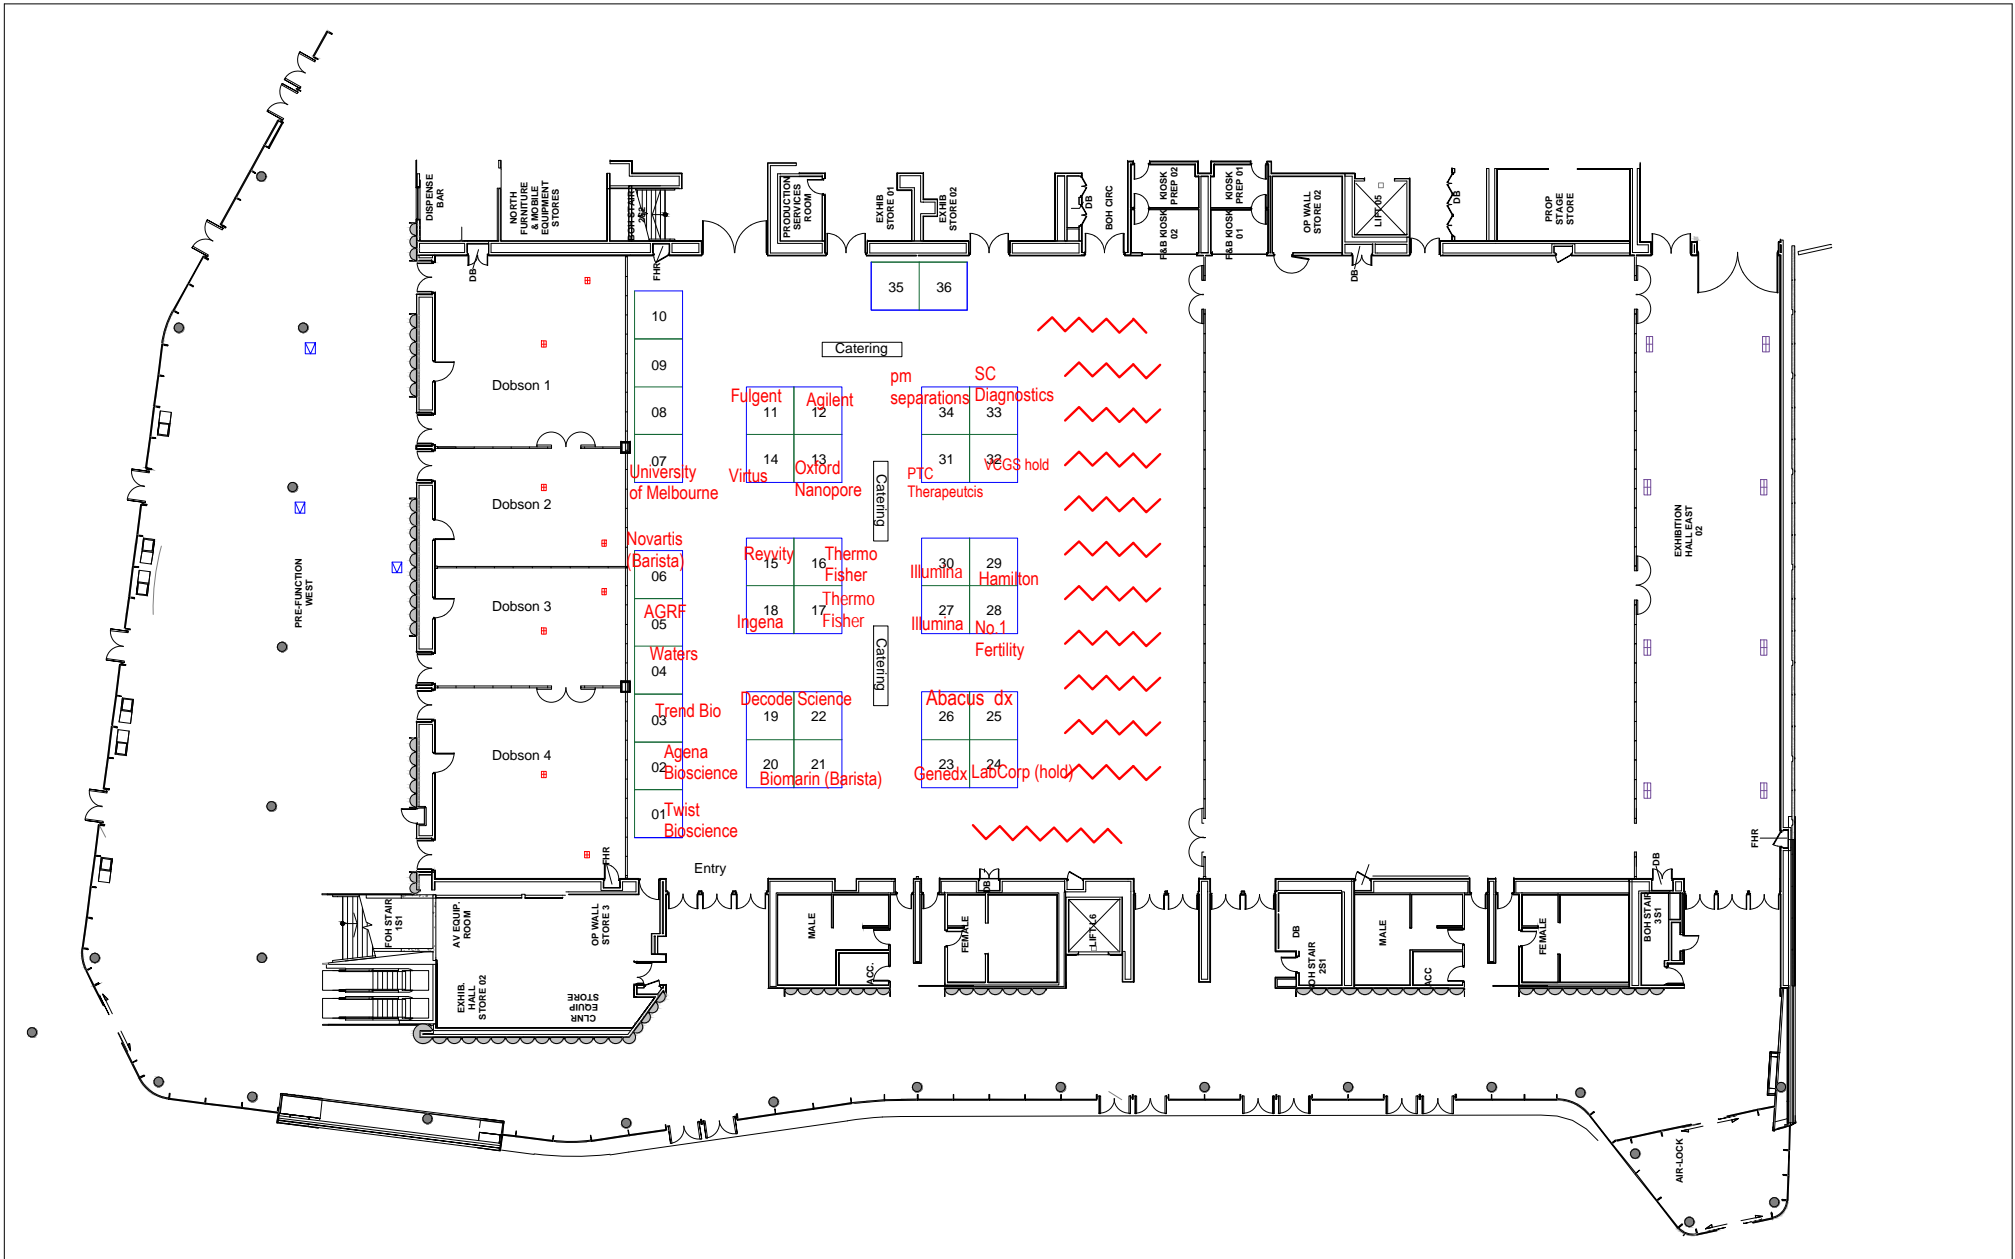 DISPENSE
BAR
NORTH
FURNITURE
& MOBILE
EQUIPMENT
STORES
BOH STAIR
PRODUCTION
SERVICES
ROOM
EXHIB
STORE 01
EXHIB
STORE 02
DB
BOH CIRC
F&B KIOSK
02
KIOSK
PREP 02
F&B KIOSK
01
KIOSK
PREP 01
OP WALL
STORE 02
LIFT 05
DB
PROP
STAGE
STORE
DB
FHR
DB
35
36
10
09
08
07
University
of Melbourne
Catering
Fulgent
Agilent
11
12
14
13
Virtus
Oxford
Nanopore
pm
separations
SC
Diagnostics
34
33
31
32
PTC
Therapeutcis
VCGS hold
Catering
Dobson 1
Dobson 2
Dobson 3
Dobson 4
PRE-FUNCTION
WEST
Novartis
(Barista)
06
AGRF
05
Waters
04
Trend Bio
03
Agena
Bioscience
02
Twist
Bioscience
01
Revvity
Thermo
Fisher
15
16
18
17
Ingena
Thermo
Fisher
Illumina
Hamilton
30
29
27
28
Illumina
No.1
Fertility
Catering
Decode Science
19
22
20
21
Biomarin (Barista)
Abacus dx
26
25
23
24
Genedx
LabCorp (hold)
EXHIBITION
HALL EAST
02
Entry
FHR
DB
FHR
DB
FOH STAIR
1S1
AV EQUIP.
ROOM
OP WALL
STORE 3
EXHIB.
HALL
STORE 02
CLNR
EQUIP
STORE
MALE
ACC.
FEMALE
DB
MALE
ACC
FEMALE
BOH STAIR
3S1
2S1
AIR-LOCK